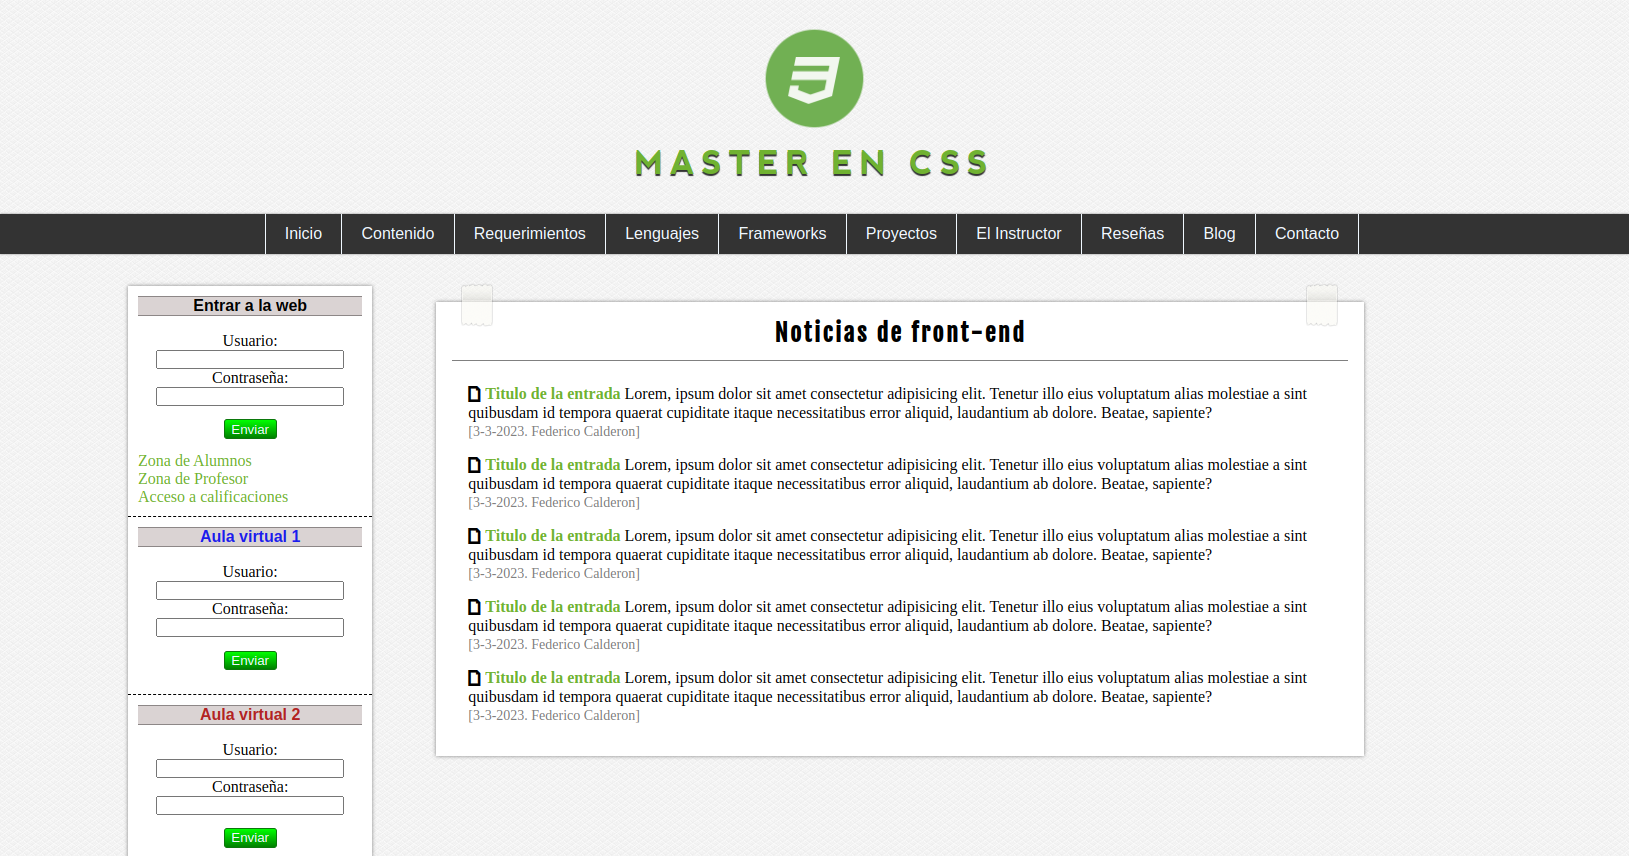 MASTER EN CSS
Inicio Contenido Requerimientos Lenguajes Frameworks Proyectos El Instructor Reseñas Blog Contacto
Entrar a la web
Usuario:
Contraseña:
Enviar
Zona de Alumnos
Zona de Profesor
Acceso a calificaciones
Aula virtual 1
Usuario:
Contraseña:
Enviar
Aula virtual 2
Usuario:
Contraseña:
Enviar
Noticias de front-end
Titulo de la entrada Lorem, ipsum dolor sit amet consectetur adipisicing elit. Tenetur illo eius voluptatum alias molestiae a sint
quibusdam id tempora quaerat cupiditate itaque necessitatibus error aliquid, laudantium ab dolore. Beatae, sapiente?
[3-3-2023. Federico Calderon]
Titulo de la entrada Lorem, ipsum dolor sit amet consectetur adipisicing elit. Tenetur illo eius voluptatum alias molestiae a sint
quibusdam id tempora quaerat cupiditate itaque necessitatibus error aliquid, laudantium ab dolore. Beatae, sapiente?
[3-3-2023. Federico Calderon]
Titulo de la entrada Lorem, ipsum dolor sit amet consectetur adipisicing elit. Tenetur illo eius voluptatum alias molestiae a sint
quibusdam id tempora quaerat cupiditate itaque necessitatibus error aliquid, laudantium ab dolore. Beatae, sapiente?
[3-3-2023. Federico Calderon]
Titulo de la entrada Lorem, ipsum dolor sit amet consectetur adipisicing elit. Tenetur illo eius voluptatum alias molestiae a sint
quibusdam id tempora quaerat cupiditate itaque necessitatibus error aliquid, laudantium ab dolore. Beatae, sapiente?
[3-3-2023. Federico Calderon]
Titulo de la entrada Lorem, ipsum dolor sit amet consectetur adipisicing elit. Tenetur illo eius voluptatum alias molestiae a sint
quibusdam id tempora quaerat cupiditate itaque necessitatibus error aliquid, laudantium ab dolore. Beatae, sapiente?
[3-3-2023. Federico Calderon]